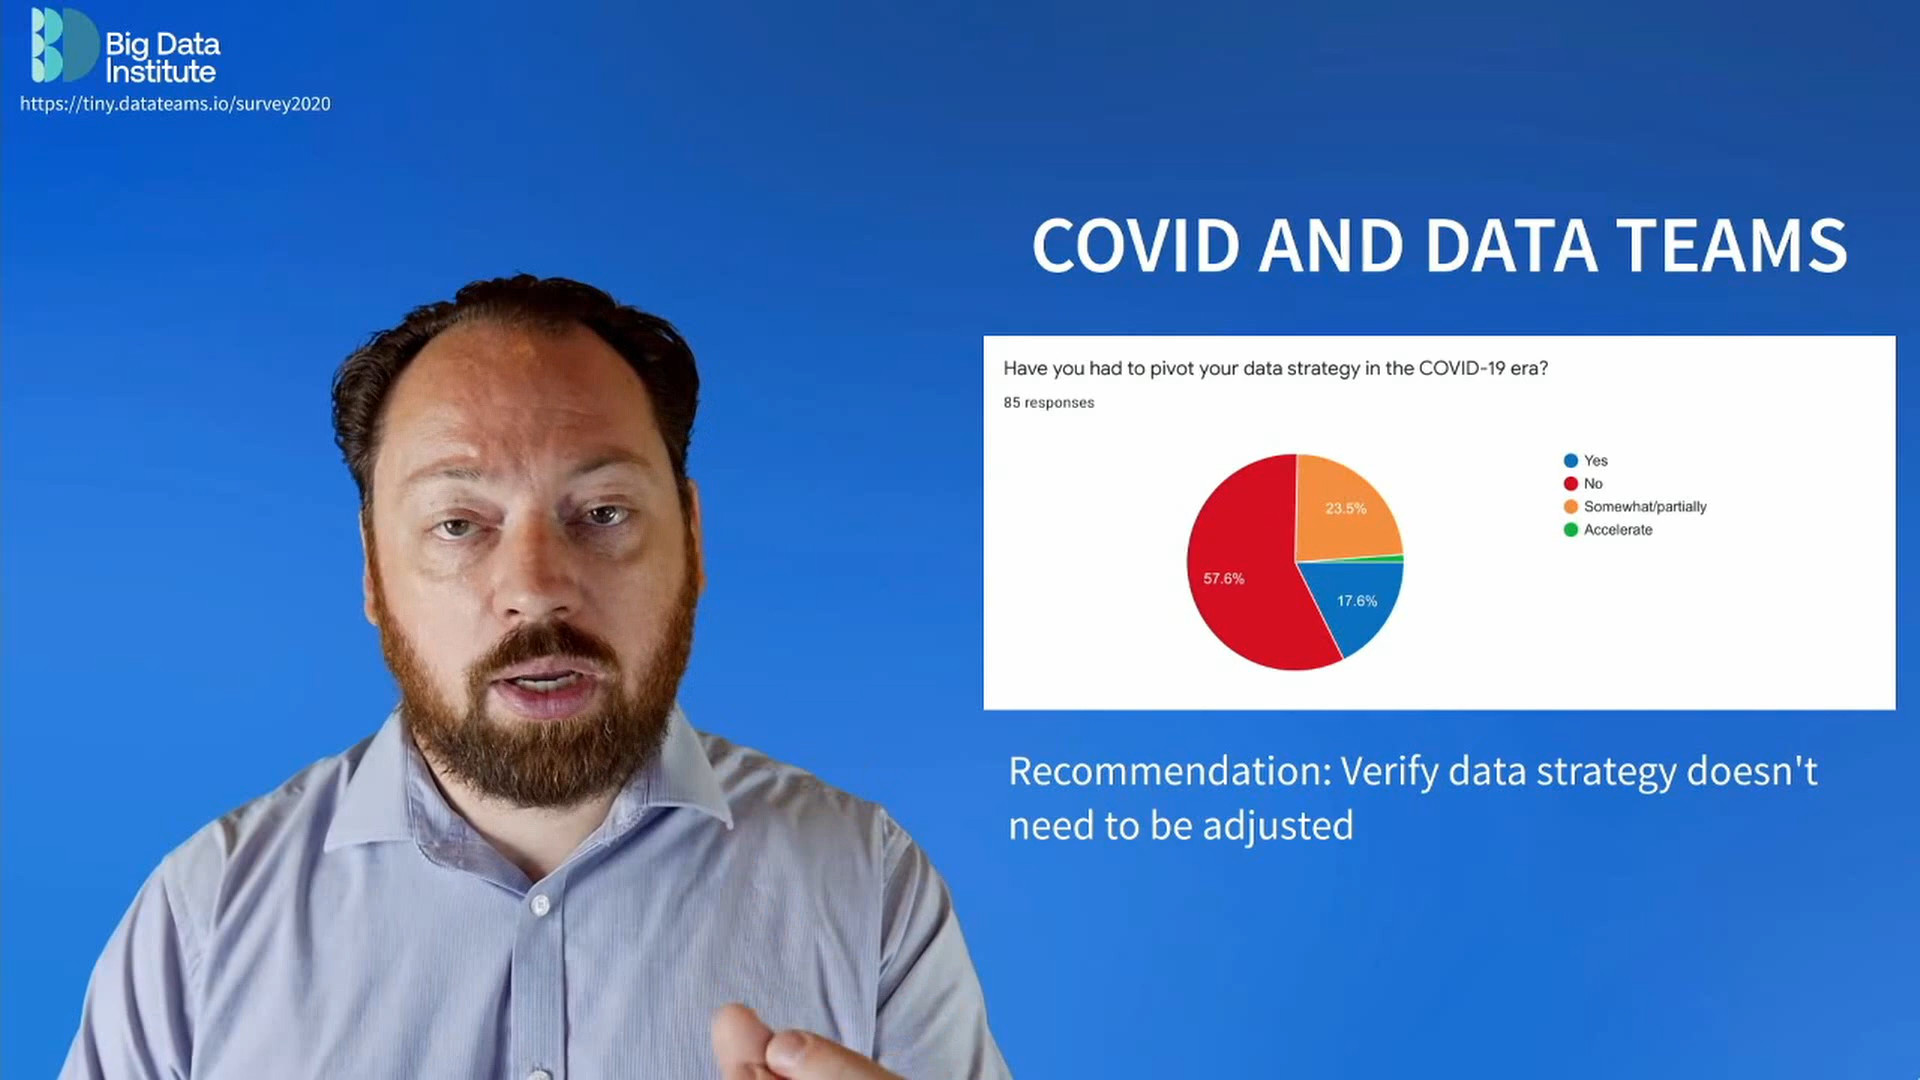 Big Data
Institute
https://tiny.datateams.io/survey2020
COVID AND DATA TEAMS
Have you had to pivot your data strategy in the COVID-19 era?
85 responses
Yes
No
Somewhat/partially
Accelerate
23.5%
57.6%
17.6%
Recommendation: Verify data strategy doesn't
need to be adjusted